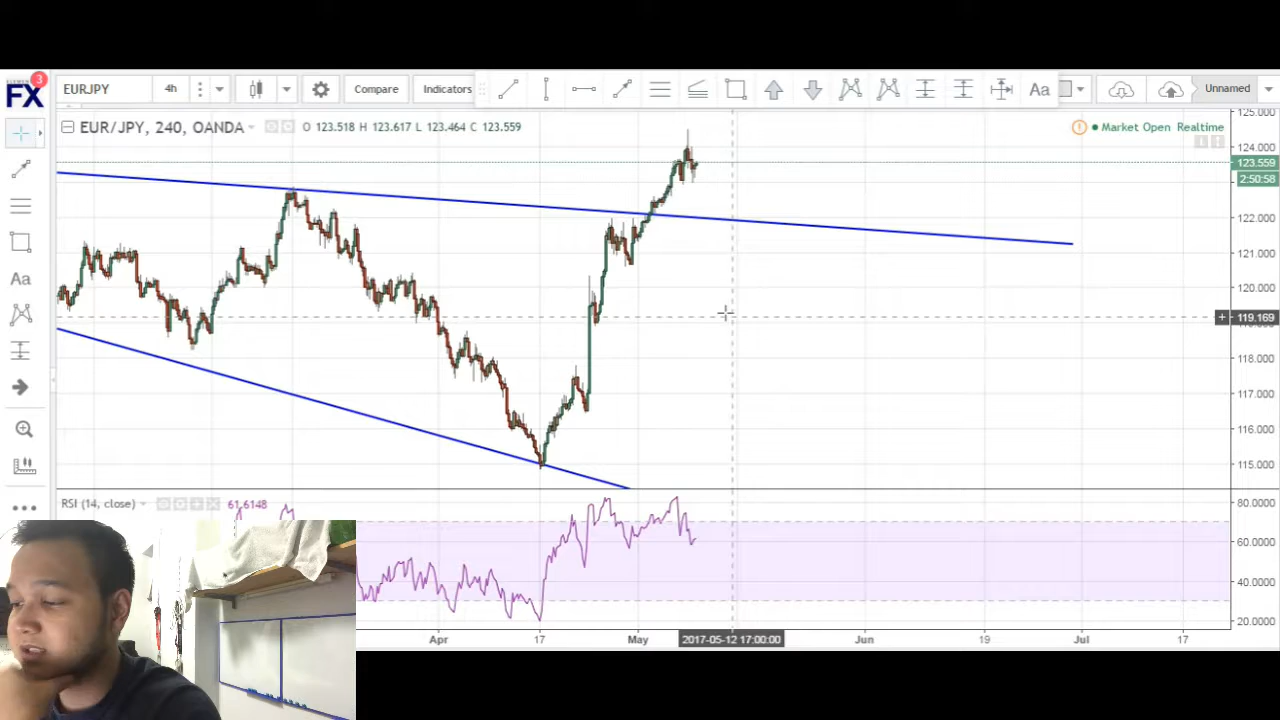 3
FX
EURJPY 4h Compare Indicators Aa Unnamed
EUR/JPY, 240, OANDA O 123.518 H 123.617 L 123.464 C 123.559 Market Open Realtime
125.000
124.000
123.559
2:50:58
122.000
121.000
120.000
119.169
118.000
117.000
116.000
115.000
Aa
RSI (14, close) 61.6148
80.0000
60.0000
40.0000
20.0000
Apr 17 May 2017-05-12 17:00:00 Jun 19 Jul 17